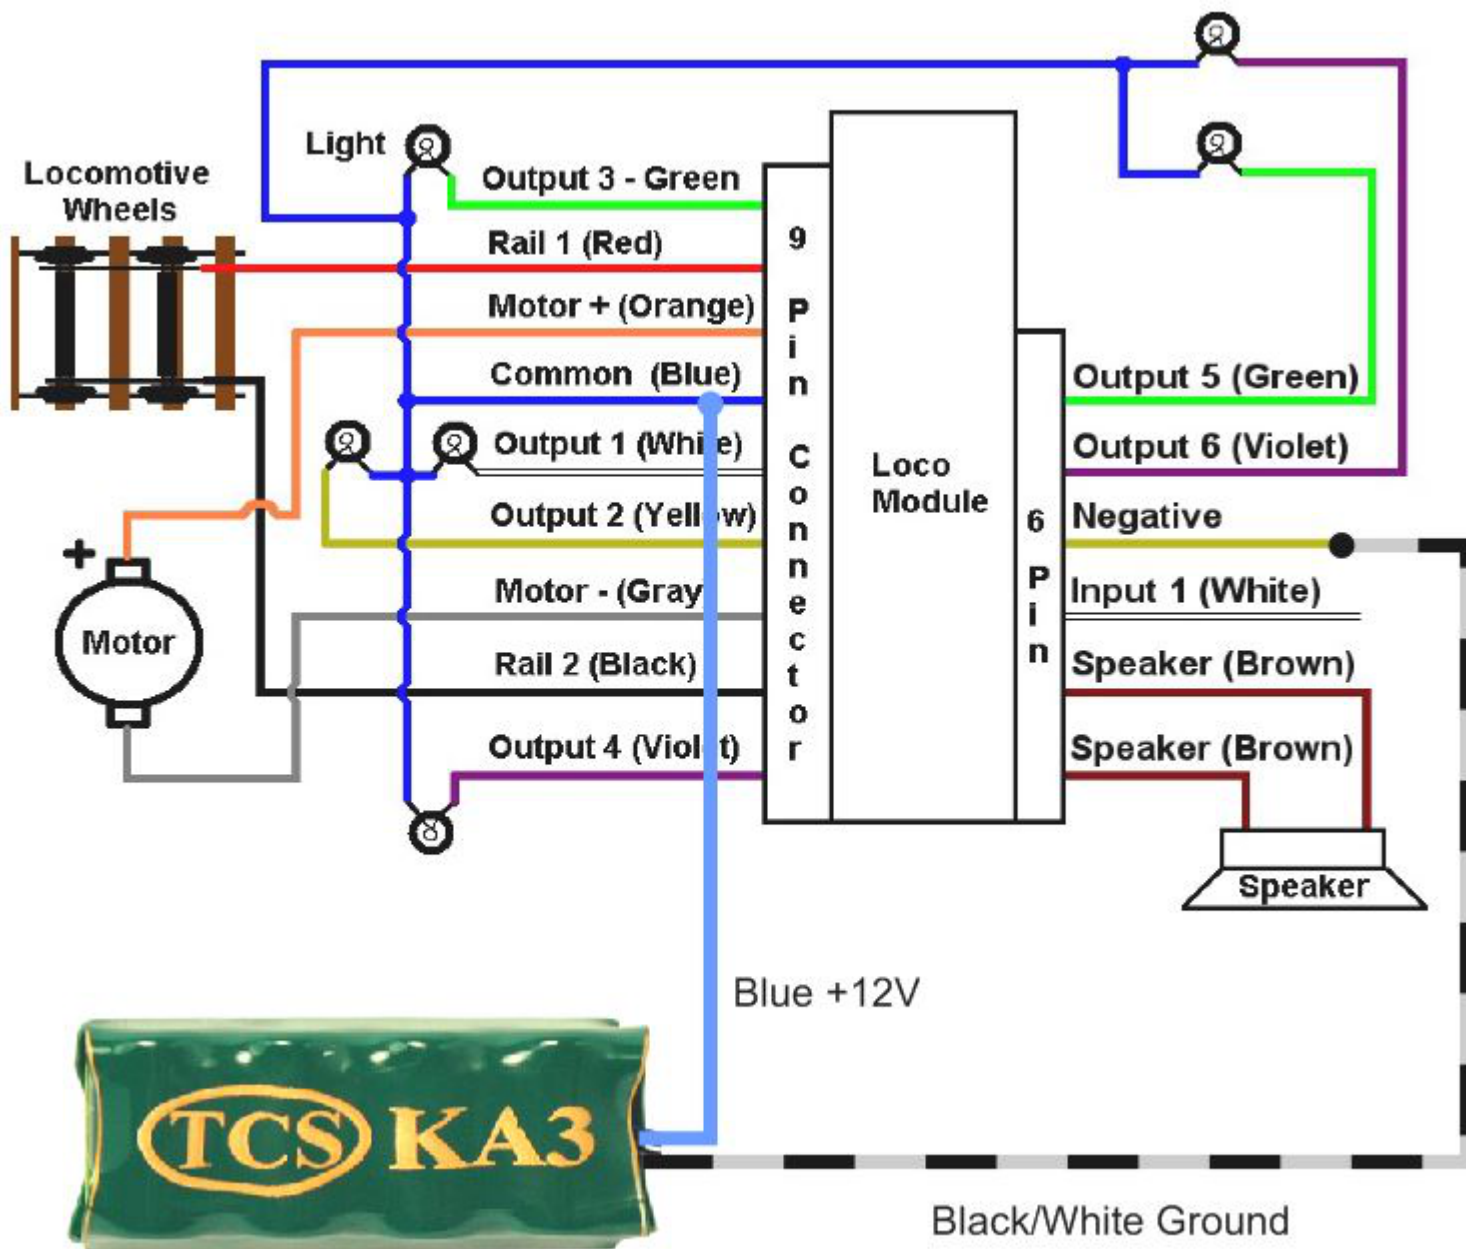 Light
Locomotive
Wheels
Output 3 - Green
Rail 1 (Red)
Motor + (Orange)
Common (Blue)
Output 1 (White)
Output 2 (Yellow)
Motor - (Gray
Rail 2 (Black)
Output 4 (Violet)
+
Motor
9 Pin Connector
Loco
Module
6 Pin
Output 5 (Green)
Output 6 (Violet)
Negative
Input 1 (White)
Speaker (Brown)
Speaker (Brown)
Speaker
Blue +12V
TCS KA3
Black/White Ground